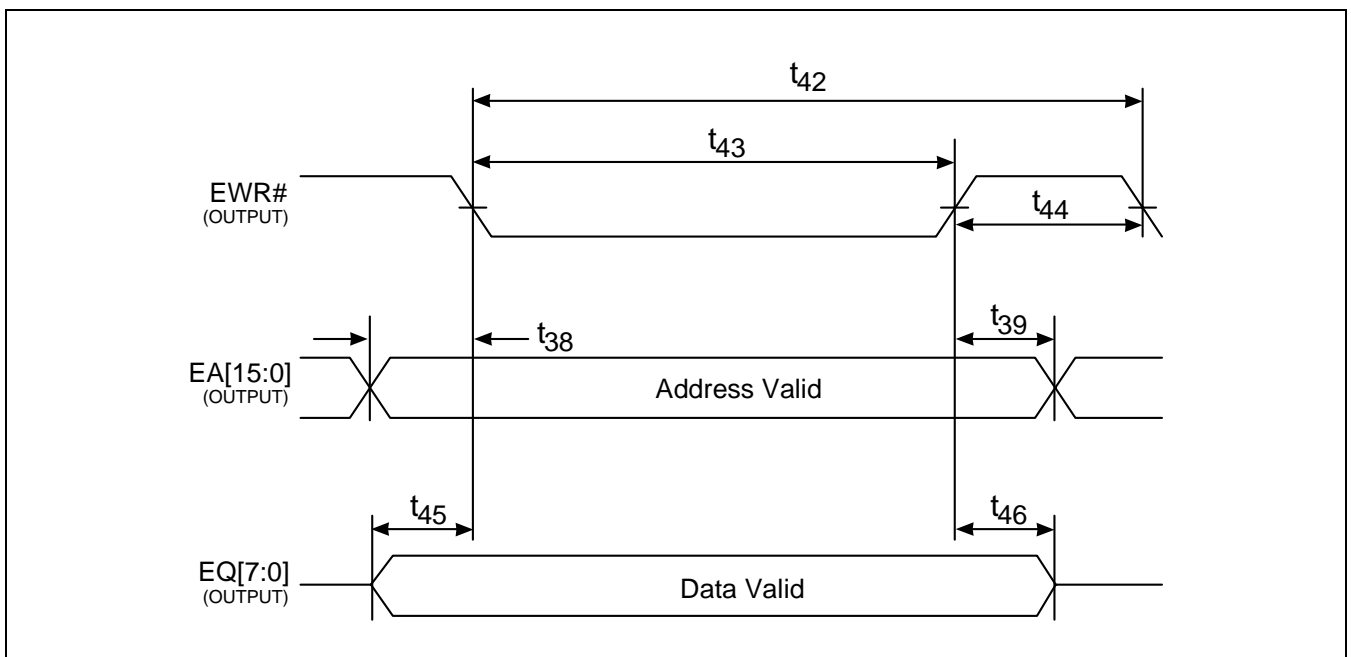 t42
t43
EWR#
(OUTPUT)
t44
t38
t39
EA[15:0]
(OUTPUT)
Address Valid
t45
t46
EQ[7:0]
(OUTPUT)
Data Valid